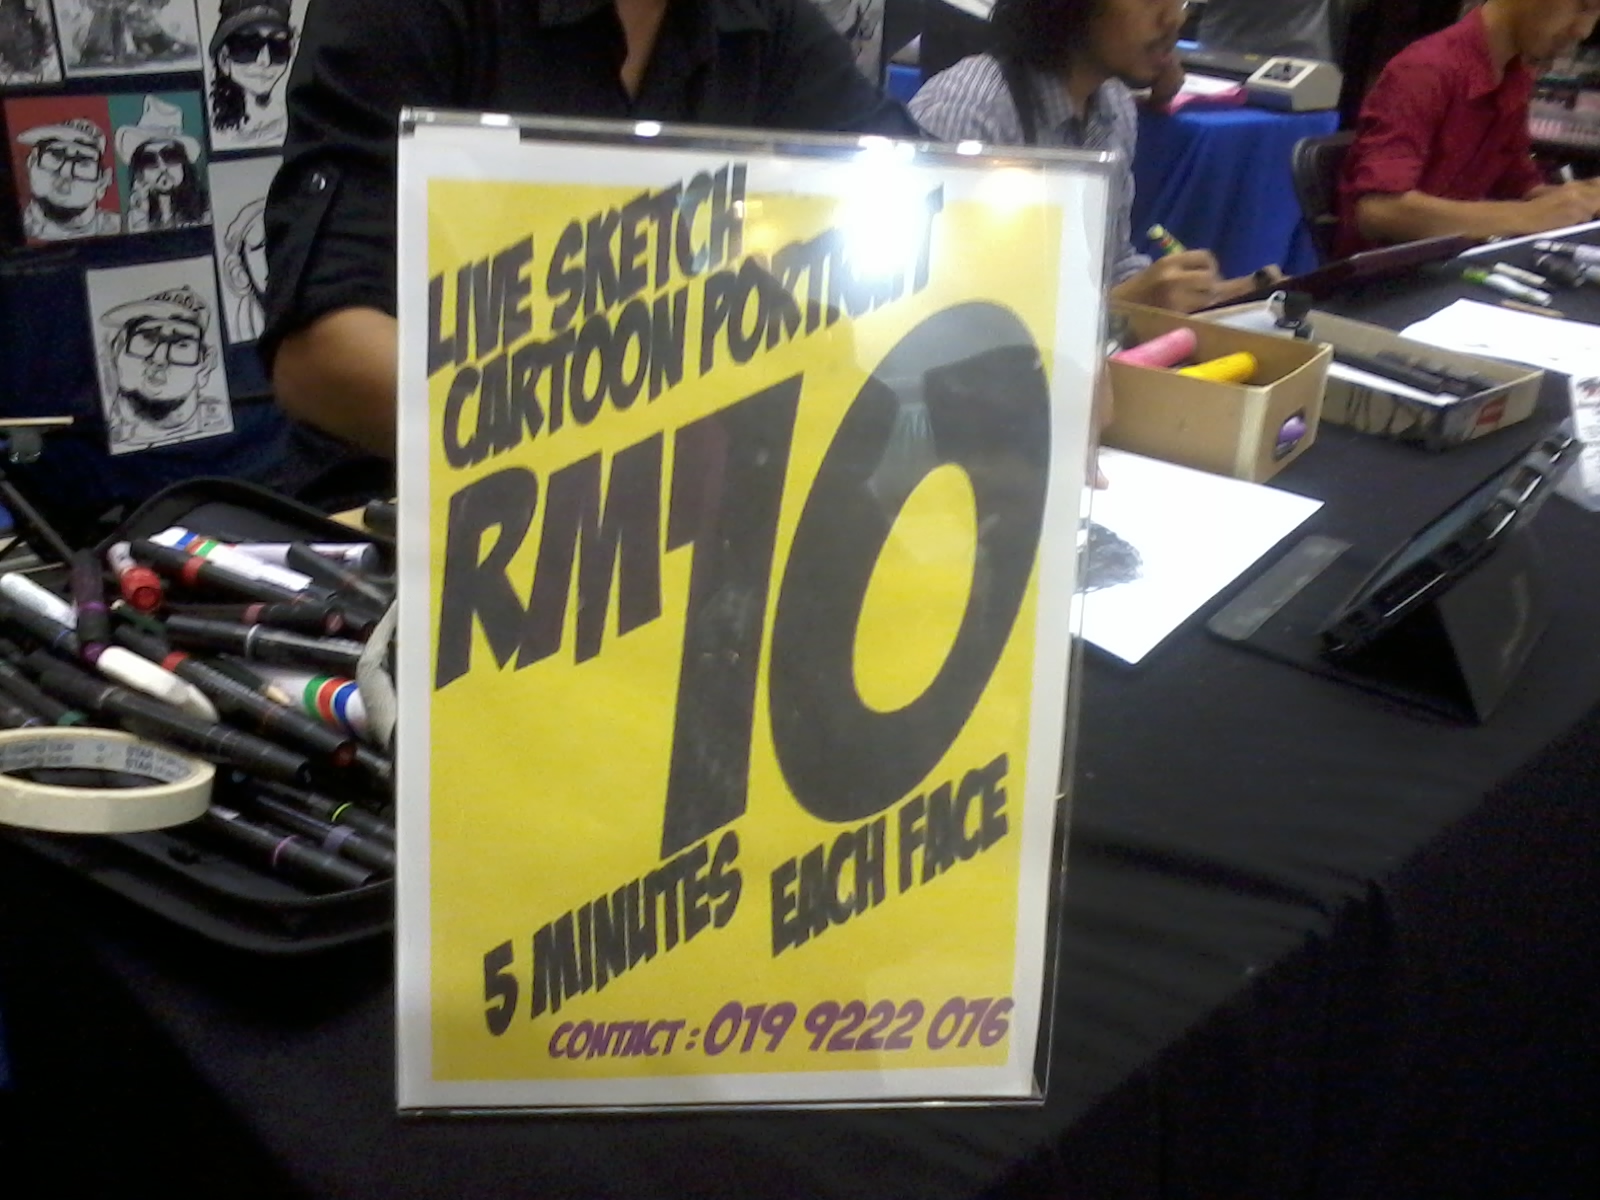 LIVE SKETCH
CARTOON PORTRAIT
RM10
5 MINUTES EACH FACE
CONTACT : 019 9222 076